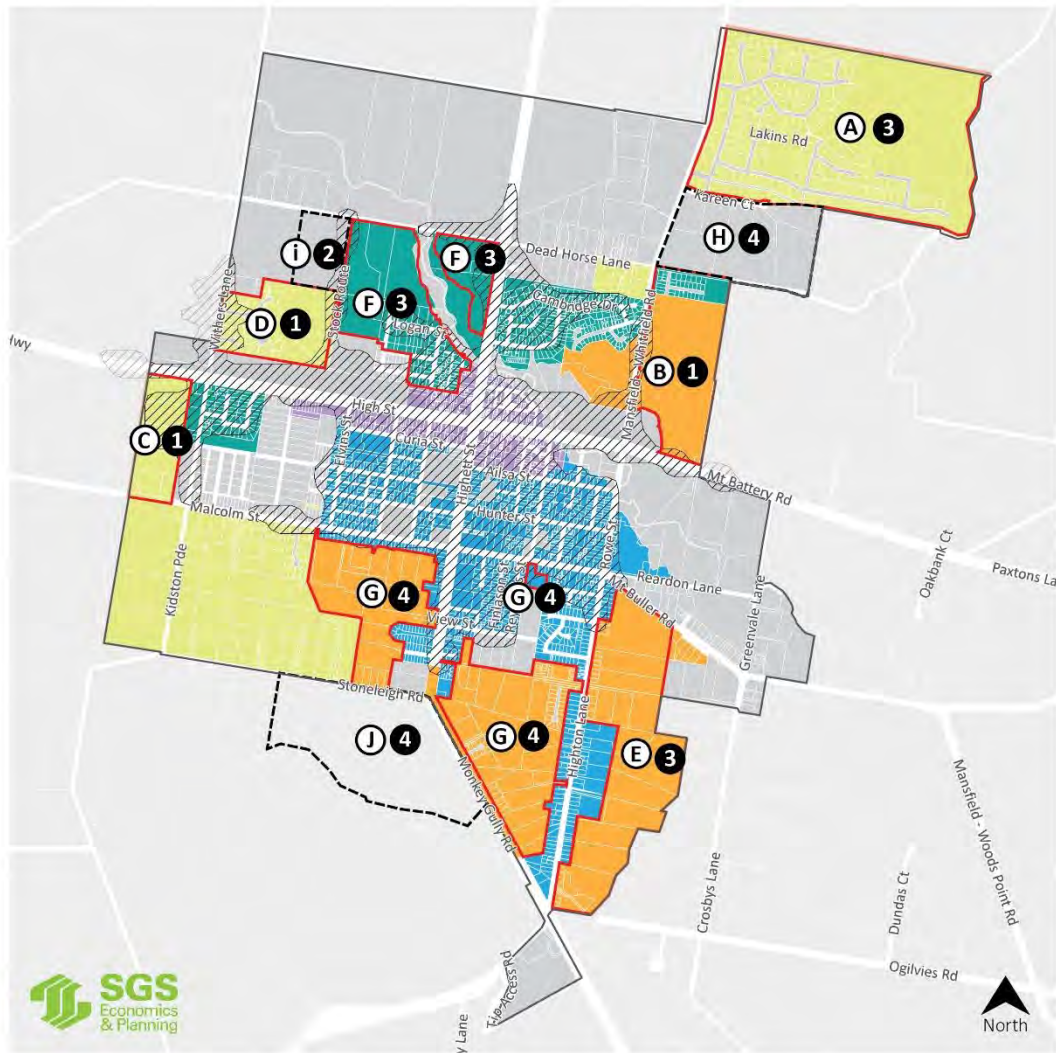 A 3
Lakins Rd
Kareen Ct
H 4
Dead Horse Lane
i 2
F 3
F 3
Withers Lane
Stock Route
Cambridge Dr
D 1
Logan St
Mansfield - Whitfield Rd
B 1
Hwy
High St
C 1
Elvins St
Curia St
Highett St
Ailsa St
Mt Battery Rd
Malcolm St
Hunter St
Rowe St
Oakbank Ct
Paxtons La
Reardon Lane
Kidston Pde
G 4
Finlason St
G 4
Mt Buller Rd
View St
Greenvale Lane
Stoneleigh Rd
J 4
G 4
Highton Lane
E 3
Monkey Gully Rd
Mansfield - Woods Point Rd
Crosbys Lane
Dundas Ct
Ogilvies Rd
Tip Access Rd
y Lane
SGS
Economics
& Planning
North